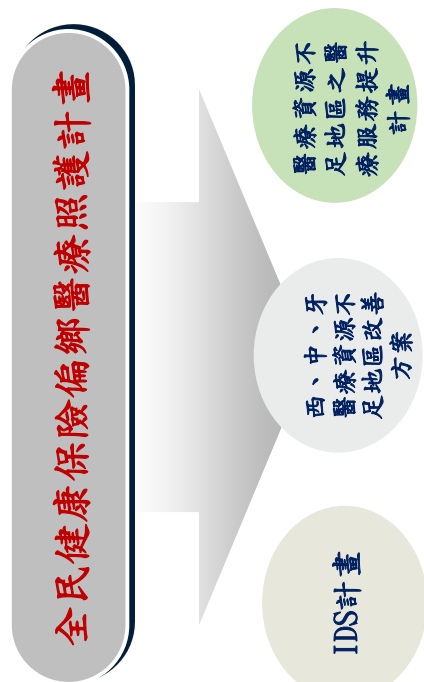 全民健康保險偏鄉醫療照護計畫
IDS計畫
西、中、牙
醫療資源不
足地區改善
方案
醫療資源不
足地區之醫
療服務提升
計畫